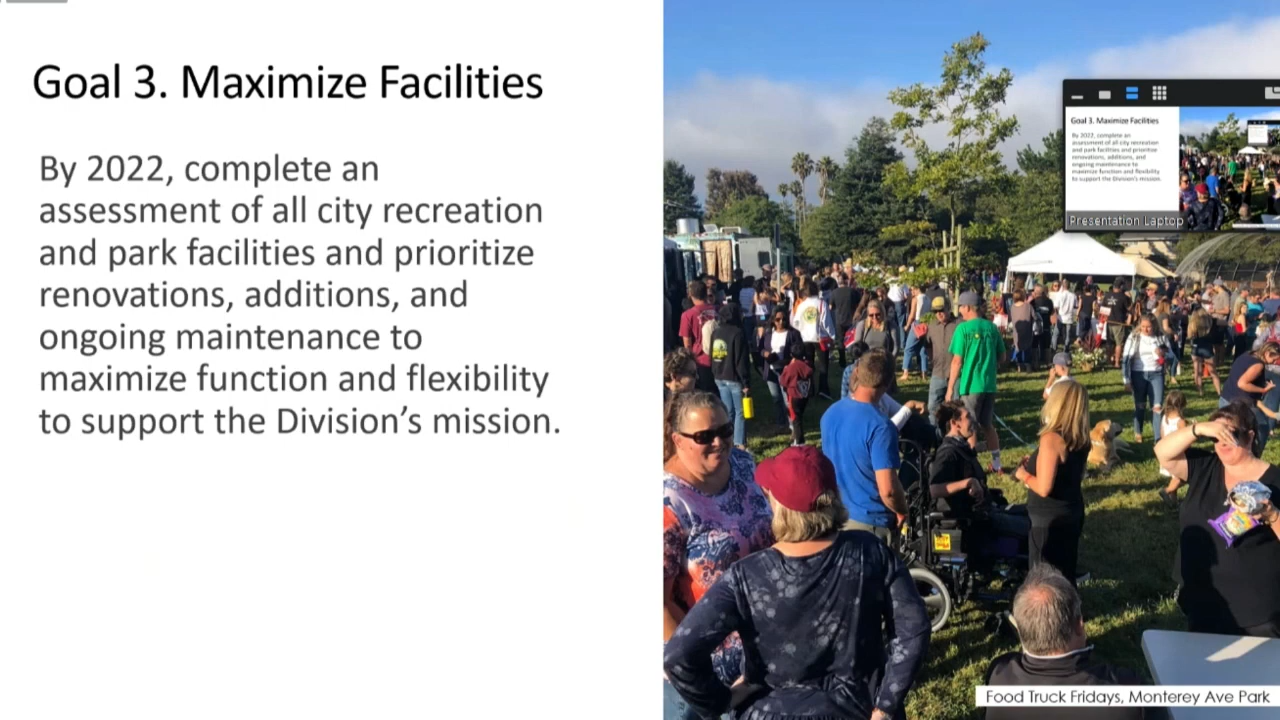 Goal 3. Maximize Facilities
By 2022, complete an
assessment of all city recreation
and park facilities and prioritize
renovations, additions, and
ongoing maintenance to
maximize function and flexibility
to support the Division’s mission.
Goal 3. Maximize Facilities
By 2022, complete an
assessment of all city recreation
and park facilities and prioritize
renovations, additions, and
ongoing maintenance to
maximize function and flexibility
to support the Division's mission.
Presentation Laptop
Food Truck Fridays, Monterey Ave Park